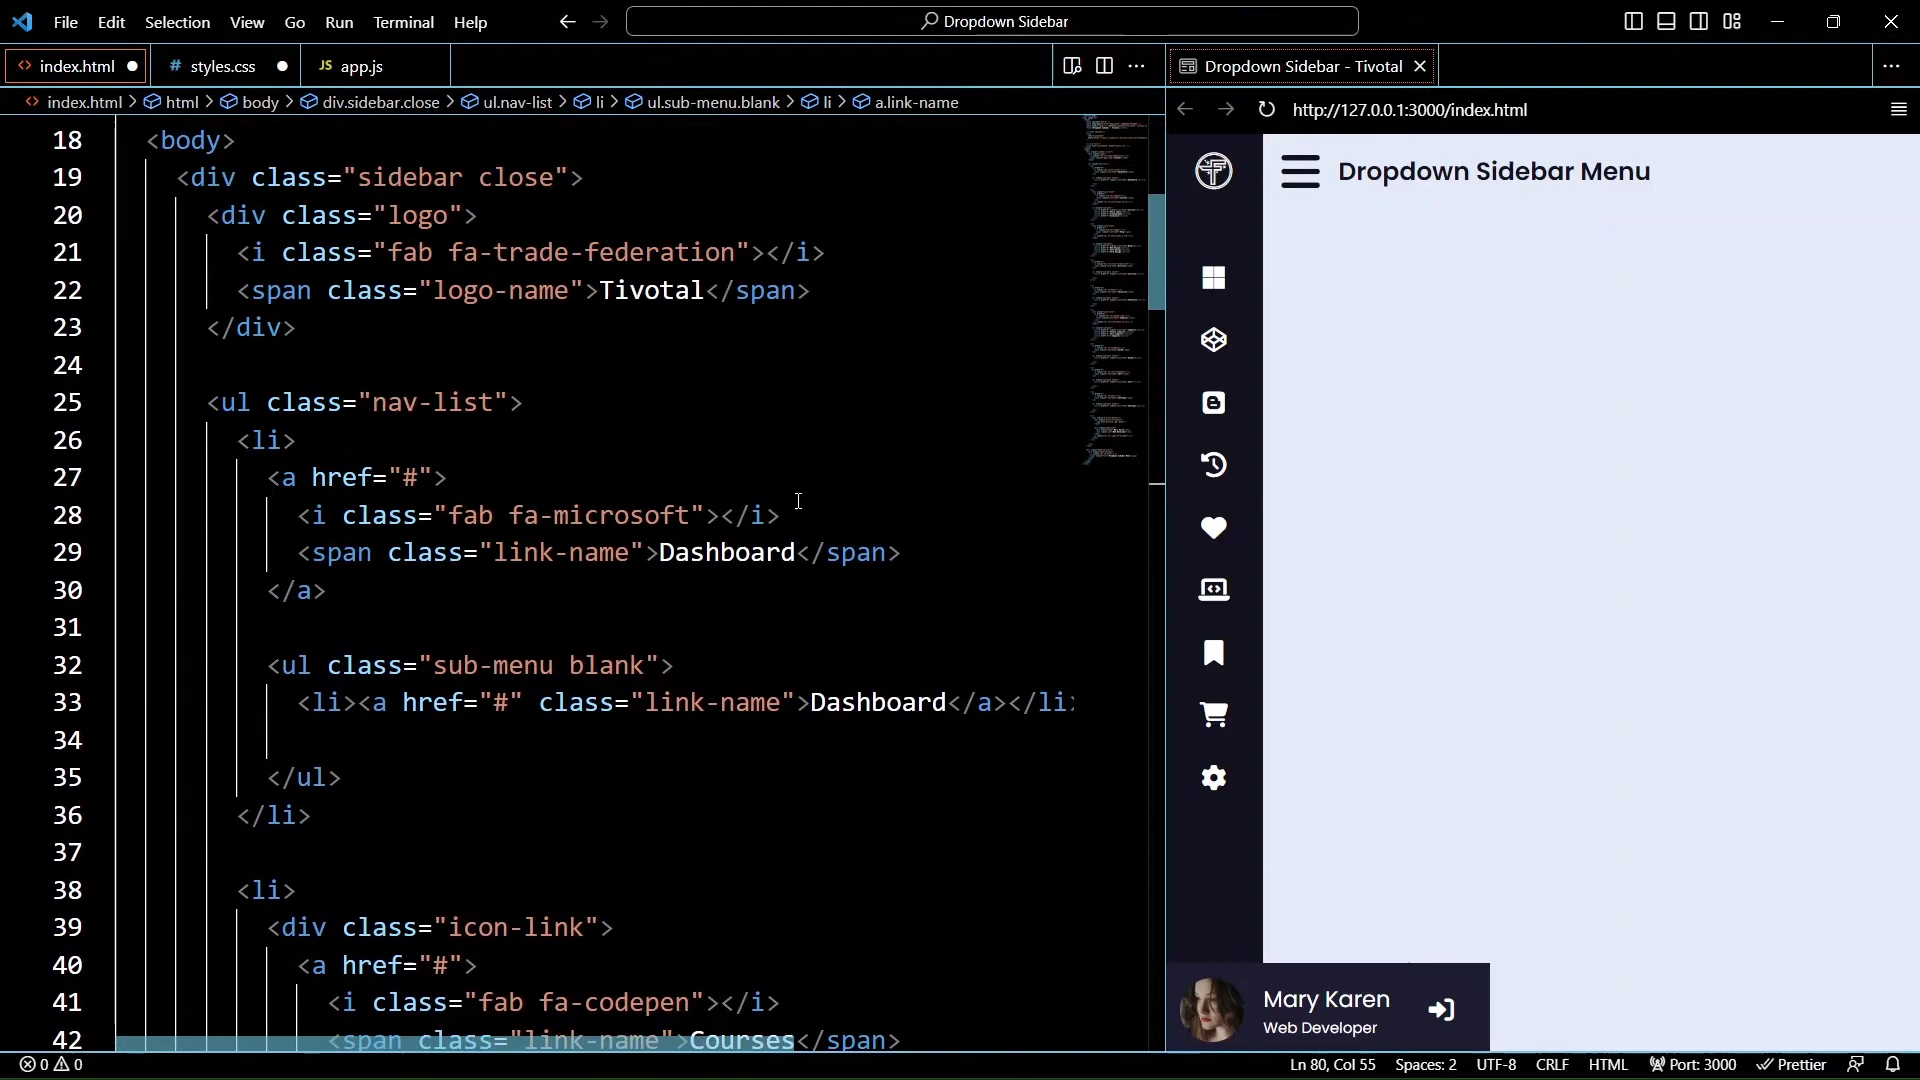 File Edit Selection View Go Run Terminal Help
Dropdown Sidebar
index.html
styles.css
app.js
Dropdown Sidebar - Tivotal
index.html > html > body > div.sidebar.close > ul.nav-list > li > ul.sub-menu.blank > li > a.link-name
http://127.0.0.1:3000/index.html
18 <body>
19 <div class="sidebar close">
20 <div class="logo">
21 <i class="fab fa-trade-federation"></i>
22 <span class="logo-name">Tivotal</span>
23 </div>
24
25 <ul class="nav-list">
26 <li>
27 <a href="#">
28 <i class="fab fa-microsoft"></i>
29 <span class="link-name">Dashboard</span>
30 </a>
31
32 <ul class="sub-menu blank">
33 <li><a href="#" class="link-name">Dashboard</a></li>
34
35 </ul>
36 </li>
37
38 <li>
39 <div class="icon-link">
40 <a href="#">
41 <i class="fab fa-codepen"></i>
42 <span class="link-name">Courses</span>
Dropdown Sidebar Menu
Mary Karen
Web Developer
0 0
Ln 80, Col 55 Spaces: 2 UTF-8 CRLF HTML Port: 3000 Prettier